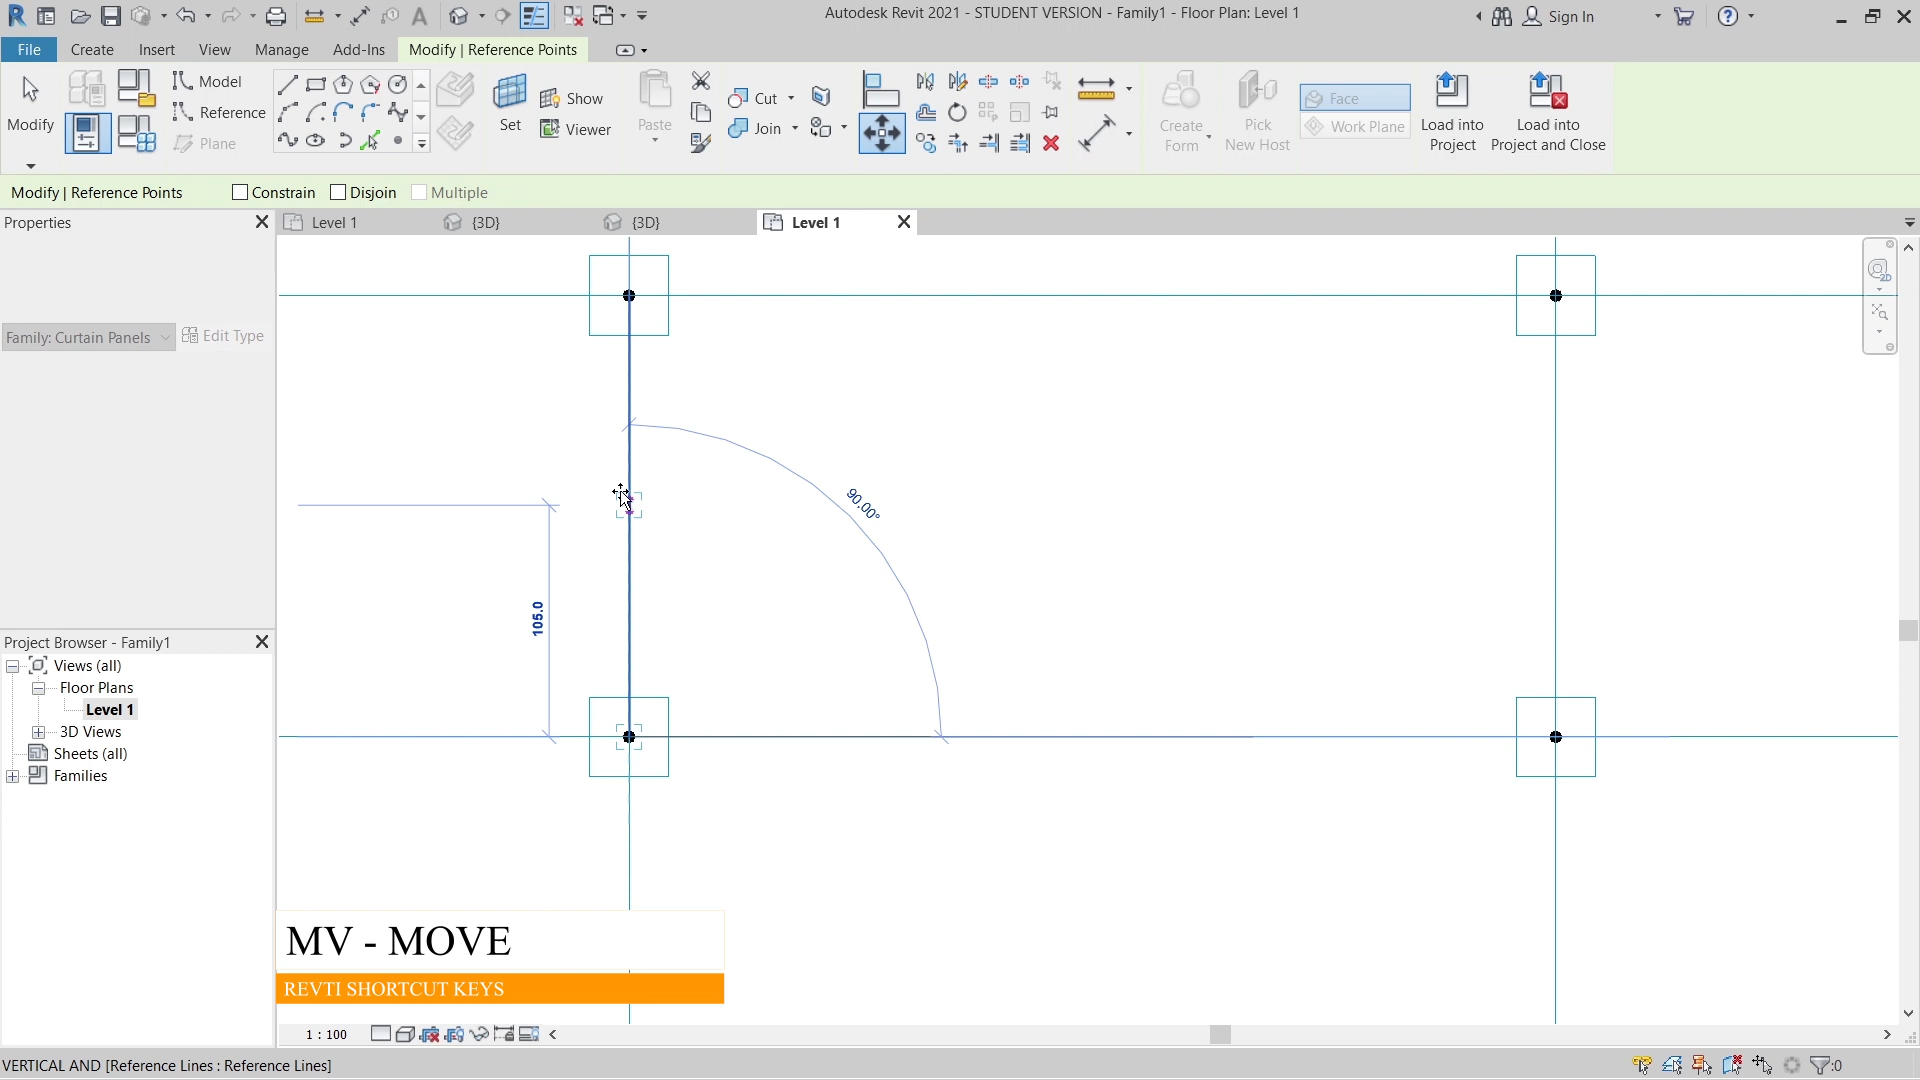 Autodesk Revit 2021 - STUDENT VERSION - Family1 - Floor Plan: Level 1
Sign In
File Create Insert View Manage Add-Ins Modify | Reference Points
Modify
Model
Reference
Plane
Set
Show
Viewer
Paste
Cut
Join
Create
Form
Pick
New Host
Face
Work Plane
Load into
Project
Load into
Project and Close
Modify | Reference Points Constrain Disjoin Multiple
Properties
Level 1 {3D} {3D} Level 1
Family: Curtain Panels Edit Type
90.00°
105.0
Project Browser - Family1
Views (all)
Floor Plans
Level 1
3D Views
Sheets (all)
Families
MV - MOVE
REVTI SHORTCUT KEYS
1 : 100
VERTICAL AND [Reference Lines : Reference Lines]
:0